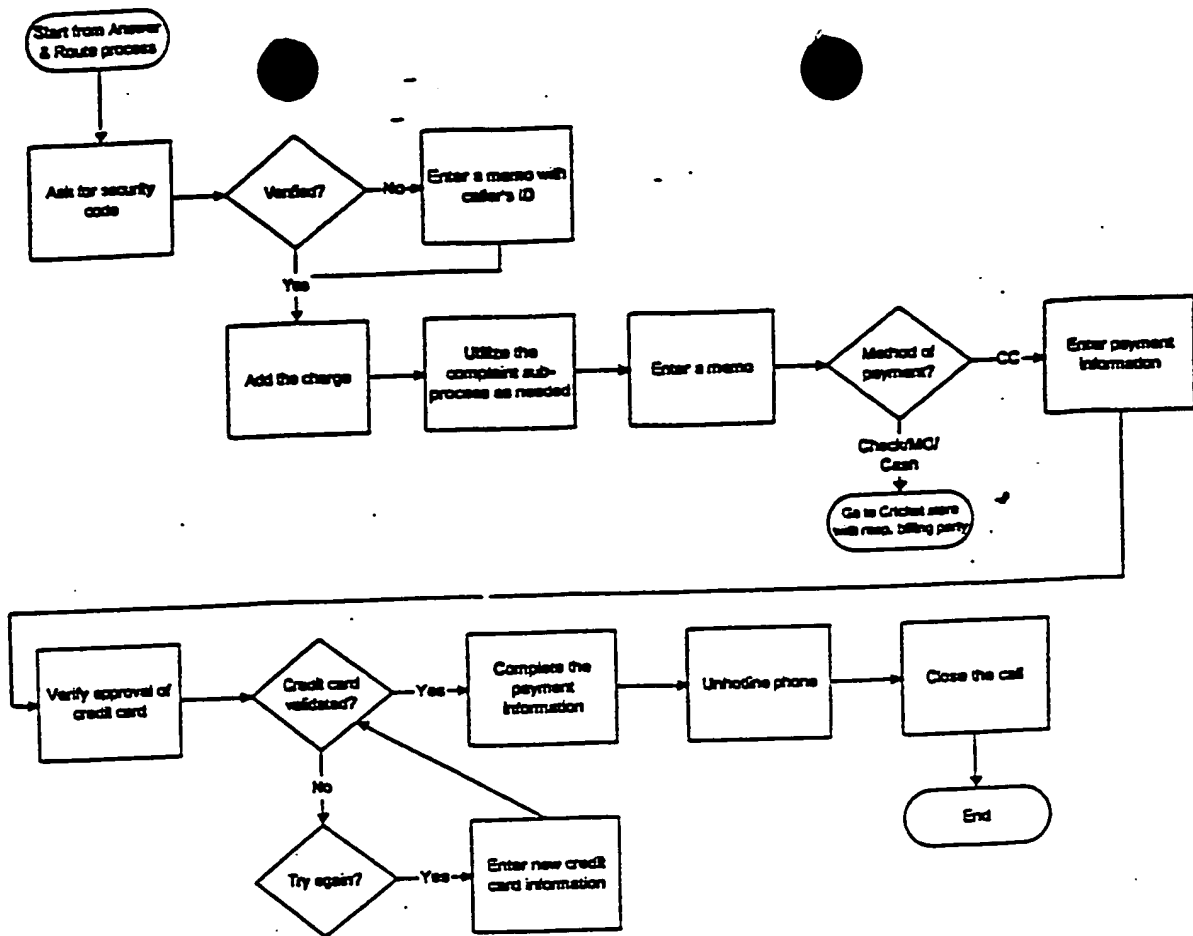 Start from Answer
& Route process
Ask for security
code
Verified?
No
Enter a memo with
caller's ID
Yes
Add the charge
Utilize the
complaint sub-
process as needed
Enter a memo
Method of
payment?
CC
Enter payment
information
Check/MO/
Cash
Go to Cricket store
with resp. billing party
Verify approval of
credit card
Credit card
validated?
Yes
Complete the
payment
information
Unhotline phone
Close the call
No
End
Try again?
Yes
Enter new credit
card information